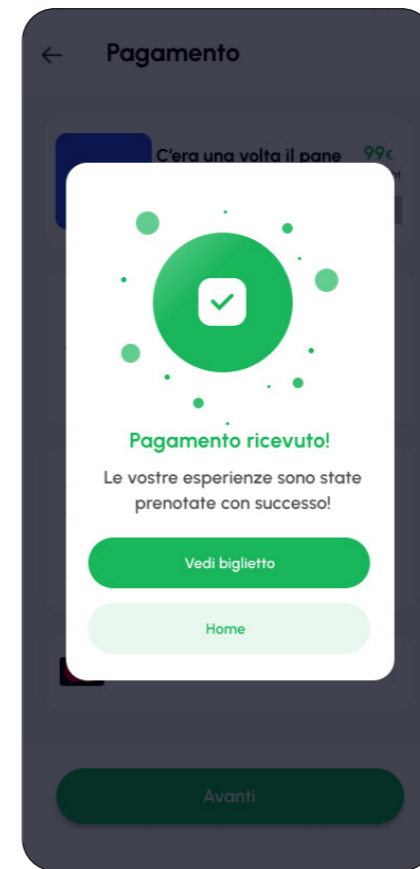 Pagamento
C'era una volta il pane 99€
Pagamento ricevuto!
Le vostre esperienze sono state
prenotate con successo!
Vedi biglietto
Home
Avanti